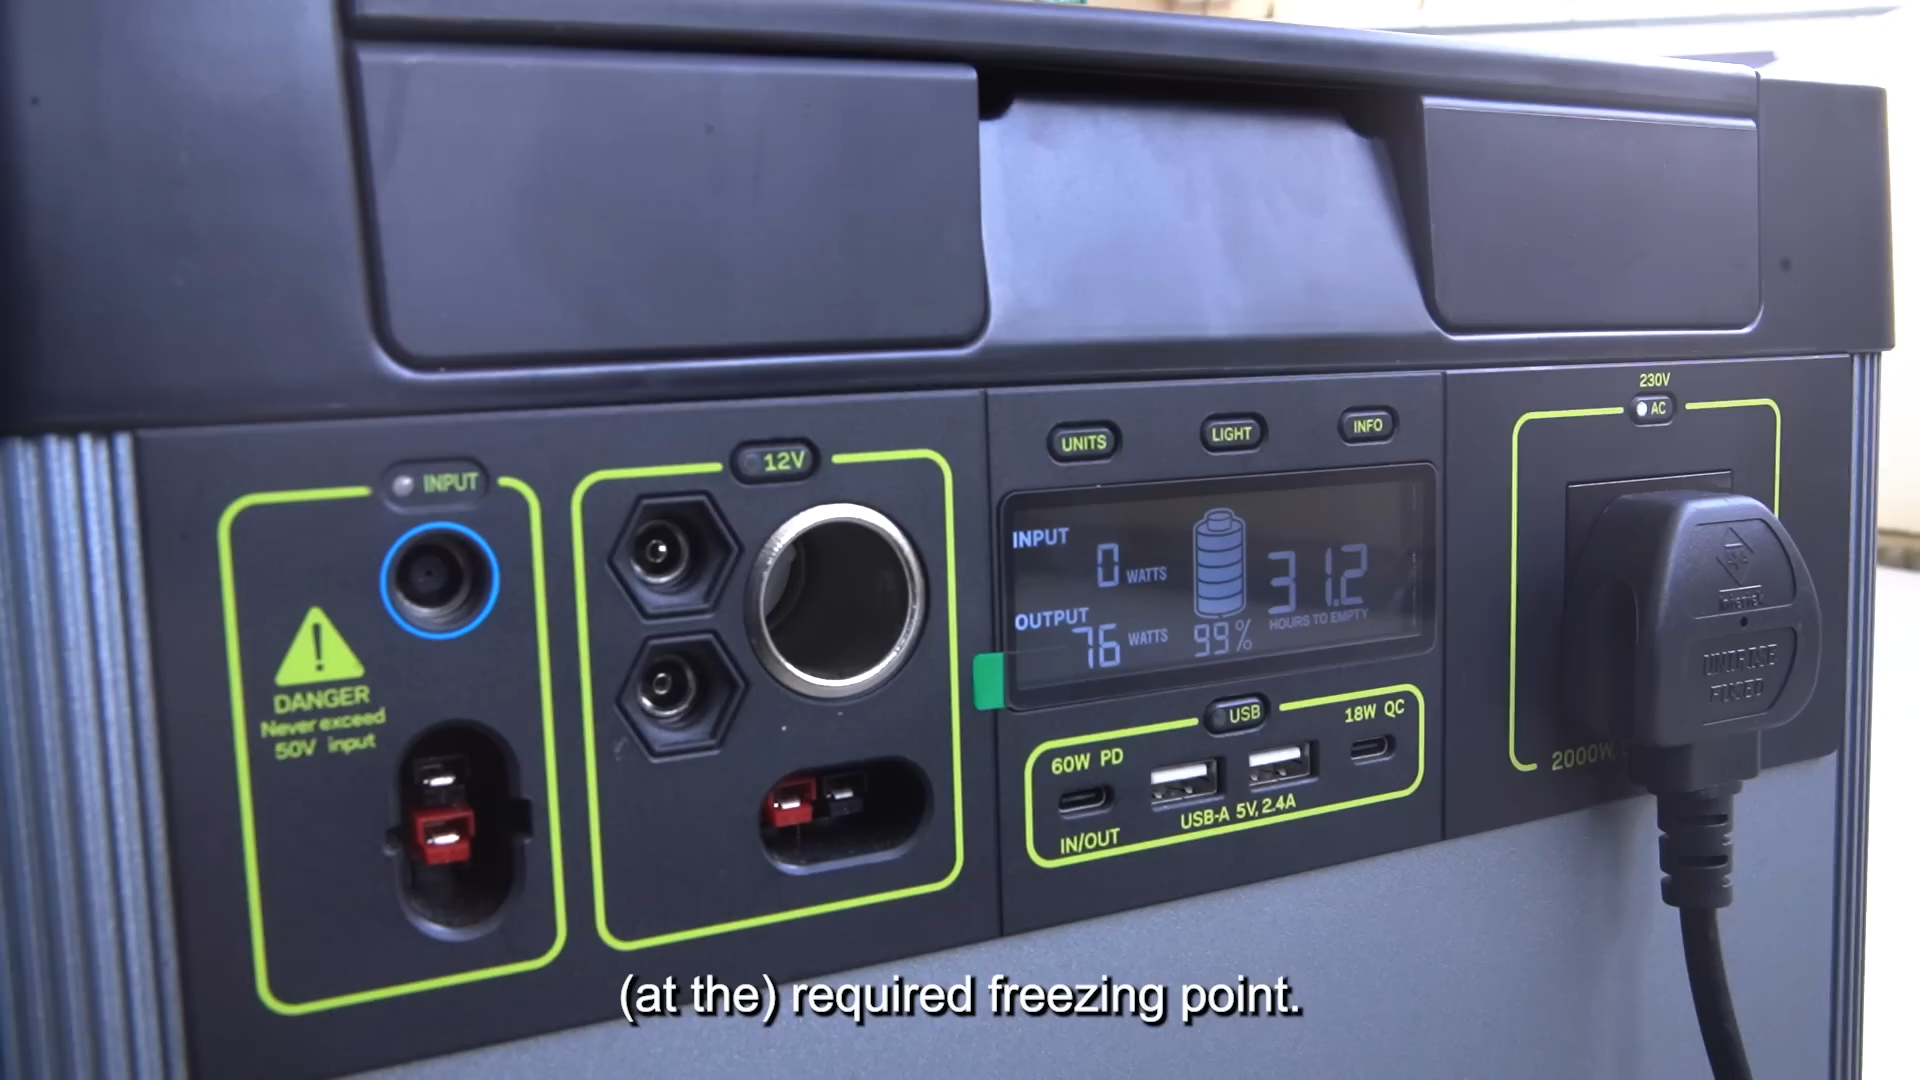 230V
AC
UNITS
LIGHT
INFO
INPUT
12V
INPUT
0 WATTS
31.2
HOURS TO EMPTY
OUTPUT
76 WATTS
99%
DANGER
Never exceed
50V input
USB
18W QC
60W PD
USB-A 5V, 2.4A
IN/OUT
2000W,
FUSED
(at the) required freezing point.